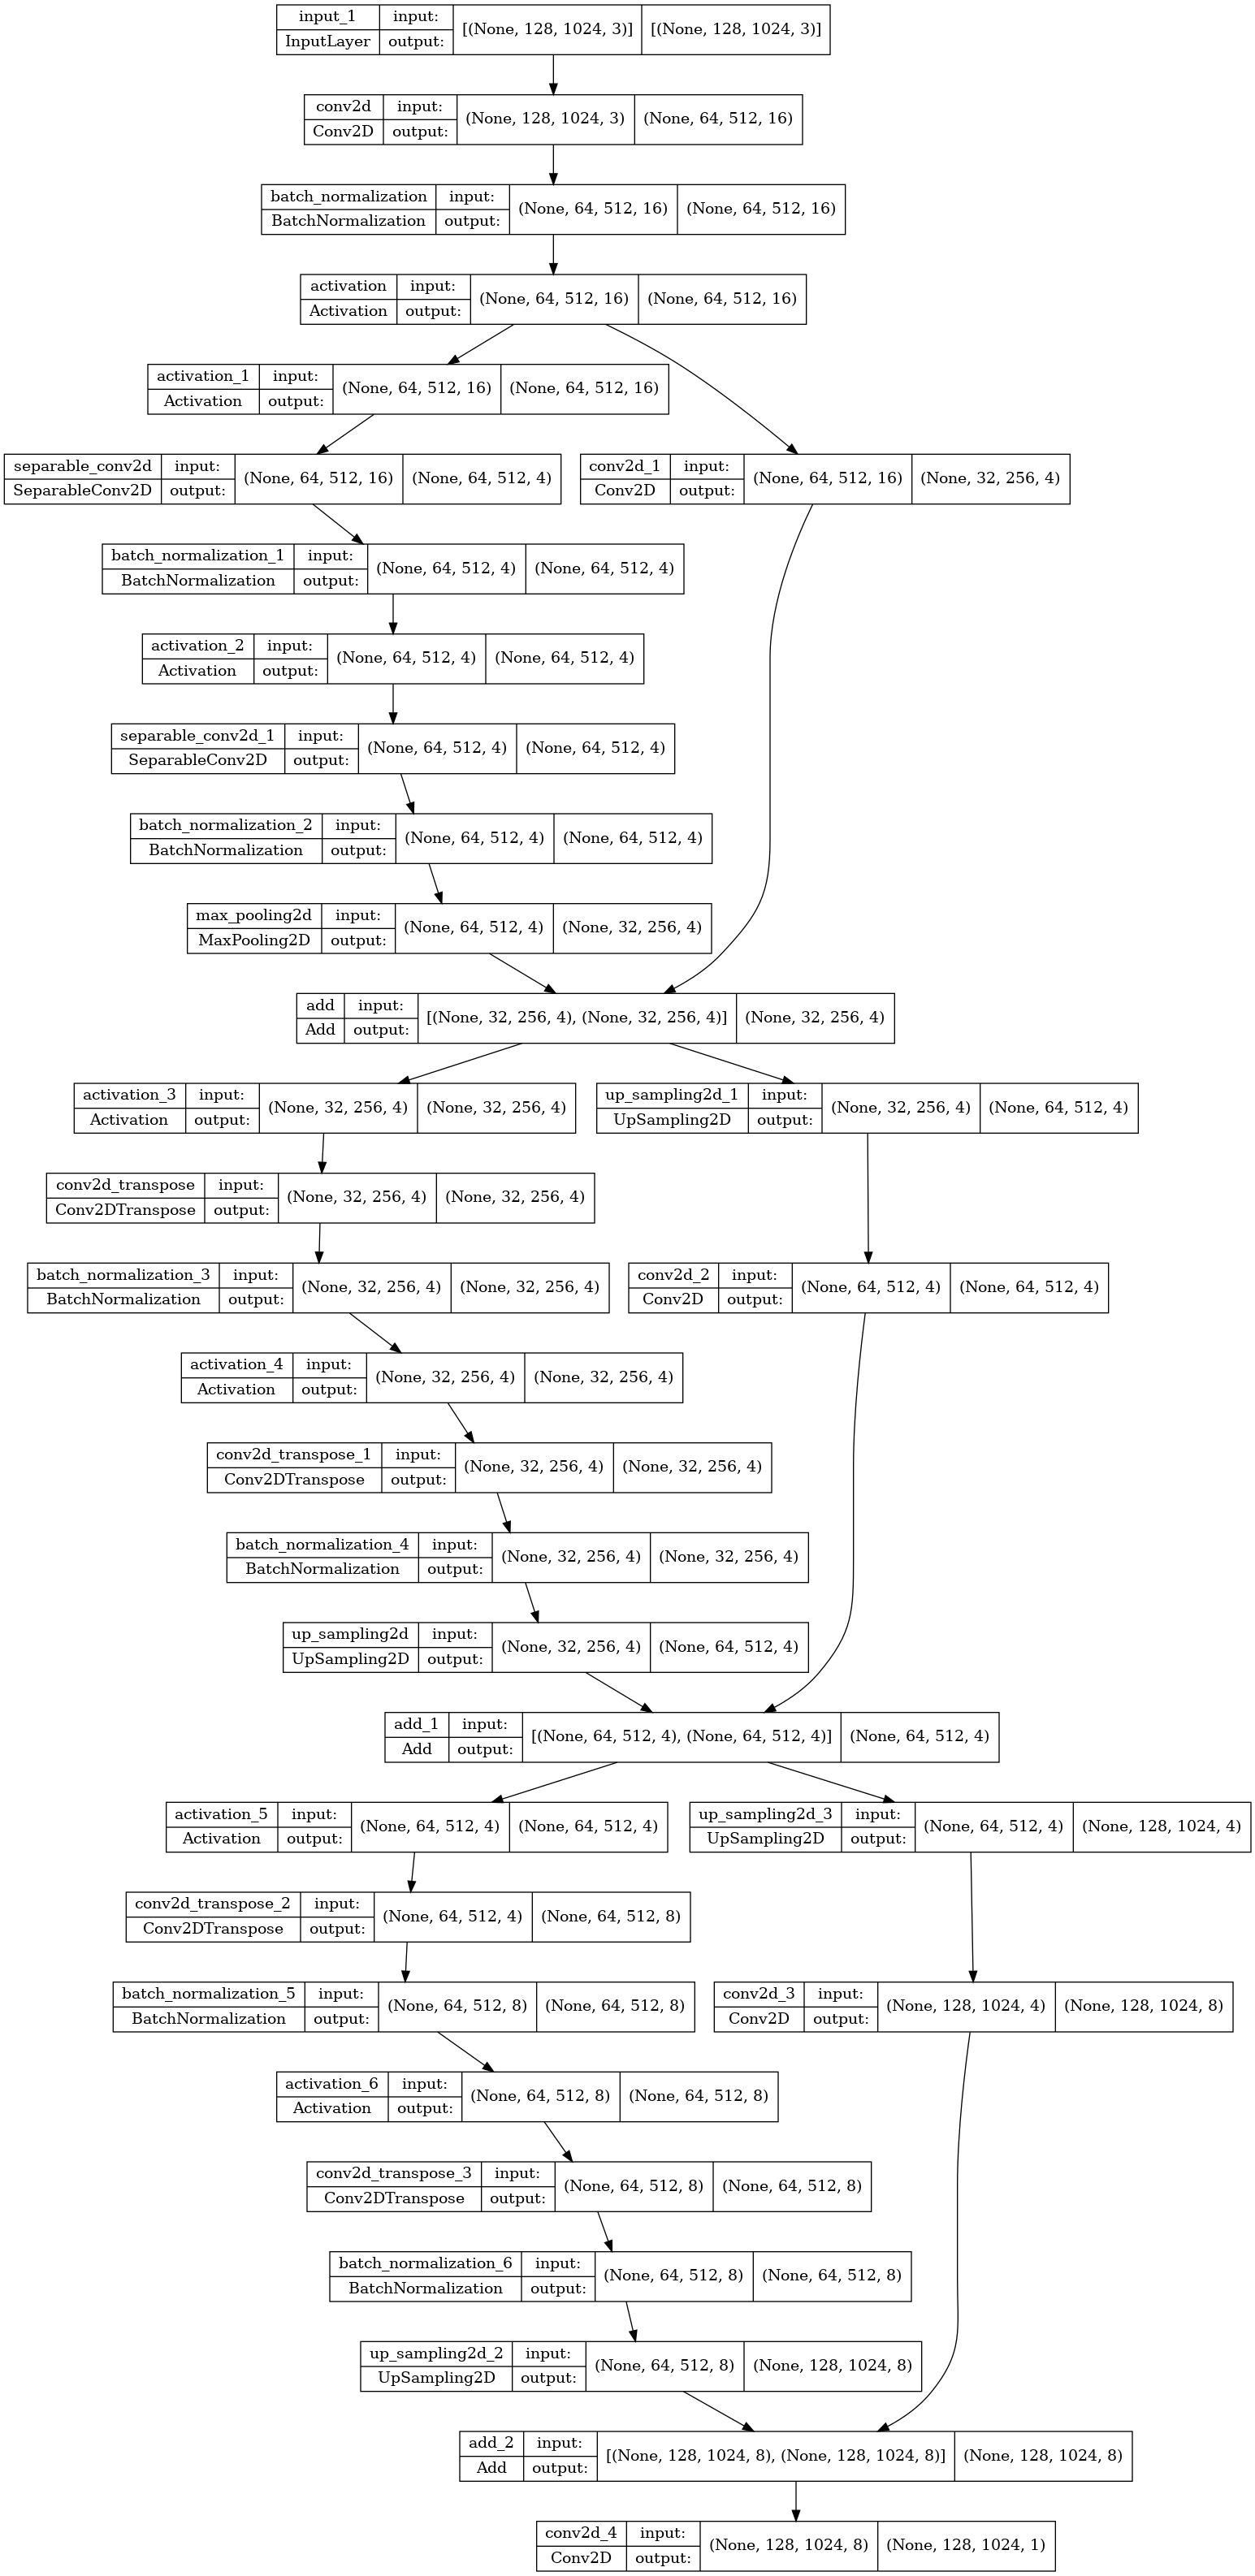 input_1 input: [(None, 128, 1024, 3)] [(None, 128, 1024, 3)]
InputLayer output:
conv2d input: (None, 128, 1024, 3) (None, 64, 512, 16)
Conv2D output:
batch_normalization input: (None, 64, 512, 16) (None, 64, 512, 16)
BatchNormalization output:
activation input: (None, 64, 512, 16) (None, 64, 512, 16)
Activation output:
activation_1 input: (None, 64, 512, 16) (None, 64, 512, 16)
Activation output:
separable_conv2d input: (None, 64, 512, 16) (None, 64, 512, 4)
SeparableConv2D output:
conv2d_1 input: (None, 64, 512, 16) (None, 32, 256, 4)
Conv2D output:
batch_normalization_1 input: (None, 64, 512, 4) (None, 64, 512, 4)
BatchNormalization output:
activation_2 input: (None, 64, 512, 4) (None, 64, 512, 4)
Activation output:
separable_conv2d_1 input: (None, 64, 512, 4) (None, 64, 512, 4)
SeparableConv2D output:
batch_normalization_2 input: (None, 64, 512, 4) (None, 64, 512, 4)
BatchNormalization output:
max_pooling2d input: (None, 64, 512, 4) (None, 32, 256, 4)
MaxPooling2D output:
add input: [(None, 32, 256, 4), (None, 32, 256, 4)] (None, 32, 256, 4)
Add output:
activation_3 input: (None, 32, 256, 4) (None, 32, 256, 4)
Activation output:
up_sampling2d_1 input: (None, 32, 256, 4) (None, 64, 512, 4)
UpSampling2D output:
conv2d_transpose input: (None, 32, 256, 4) (None, 32, 256, 4)
Conv2DTranspose output:
batch_normalization_3 input: (None, 32, 256, 4) (None, 32, 256, 4)
BatchNormalization output:
conv2d_2 input: (None, 64, 512, 4) (None, 64, 512, 4)
Conv2D output:
activation_4 input: (None, 32, 256, 4) (None, 32, 256, 4)
Activation output:
conv2d_transpose_1 input: (None, 32, 256, 4) (None, 32, 256, 4)
Conv2DTranspose output:
batch_normalization_4 input: (None, 32, 256, 4) (None, 32, 256, 4)
BatchNormalization output:
up_sampling2d input: (None, 32, 256, 4) (None, 64, 512, 4)
UpSampling2D output:
add_1 input: [(None, 64, 512, 4), (None, 64, 512, 4)] (None, 64, 512, 4)
Add output:
activation_5 input: (None, 64, 512, 4) (None, 64, 512, 4)
Activation output:
up_sampling2d_3 input: (None, 64, 512, 4) (None, 128, 1024, 4)
UpSampling2D output:
conv2d_transpose_2 input: (None, 64, 512, 4) (None, 64, 512, 8)
Conv2DTranspose output:
batch_normalization_5 input: (None, 64, 512, 8) (None, 64, 512, 8)
BatchNormalization output:
conv2d_3 input: (None, 128, 1024, 4) (None, 128, 1024, 8)
Conv2D output:
activation_6 input: (None, 64, 512, 8) (None, 64, 512, 8)
Activation output:
conv2d_transpose_3 input: (None, 64, 512, 8) (None, 64, 512, 8)
Conv2DTranspose output:
batch_normalization_6 input: (None, 64, 512, 8) (None, 64, 512, 8)
BatchNormalization output:
up_sampling2d_2 input: (None, 64, 512, 8) (None, 128, 1024, 8)
UpSampling2D output:
add_2 input: [(None, 128, 1024, 8), (None, 128, 1024, 8)] (None, 128, 1024, 8)
Add output:
conv2d_4 input: (None, 128, 1024, 8) (None, 128, 1024, 1)
Conv2D output: